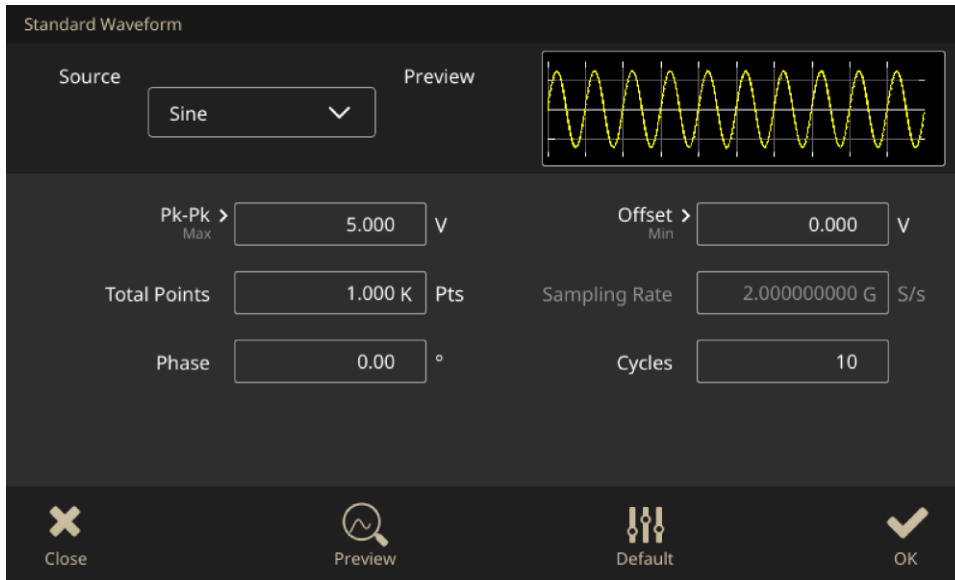 Standard Waveform
Source Preview
Sine
Pk-Pk > 5.000 V Offset > 0.000 V
Max Min
Total Points 1.000 K Pts Sampling Rate 2.000000000 G S/s
Phase 0.00 ° Cycles 10
Close Preview Default OK